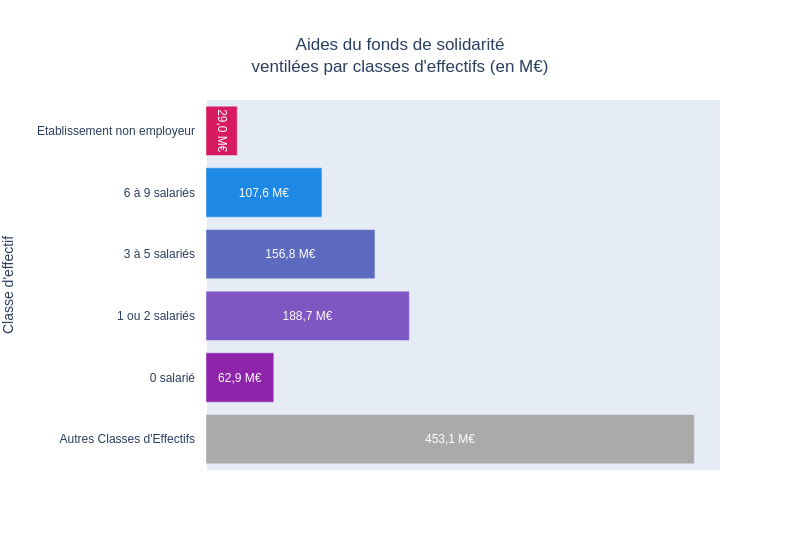 Aides du fonds de solidarité
ventilées par classes d'effectifs (en M€)
Classe d'effectif
Etablissement non employeur
29,0 M€
6 à 9 salariés
107,6 M€
3 à 5 salariés
156,8 M€
1 ou 2 salariés
188,7 M€
0 salarié
62,9 M€
Autres Classes d'Effectifs
453,1 M€